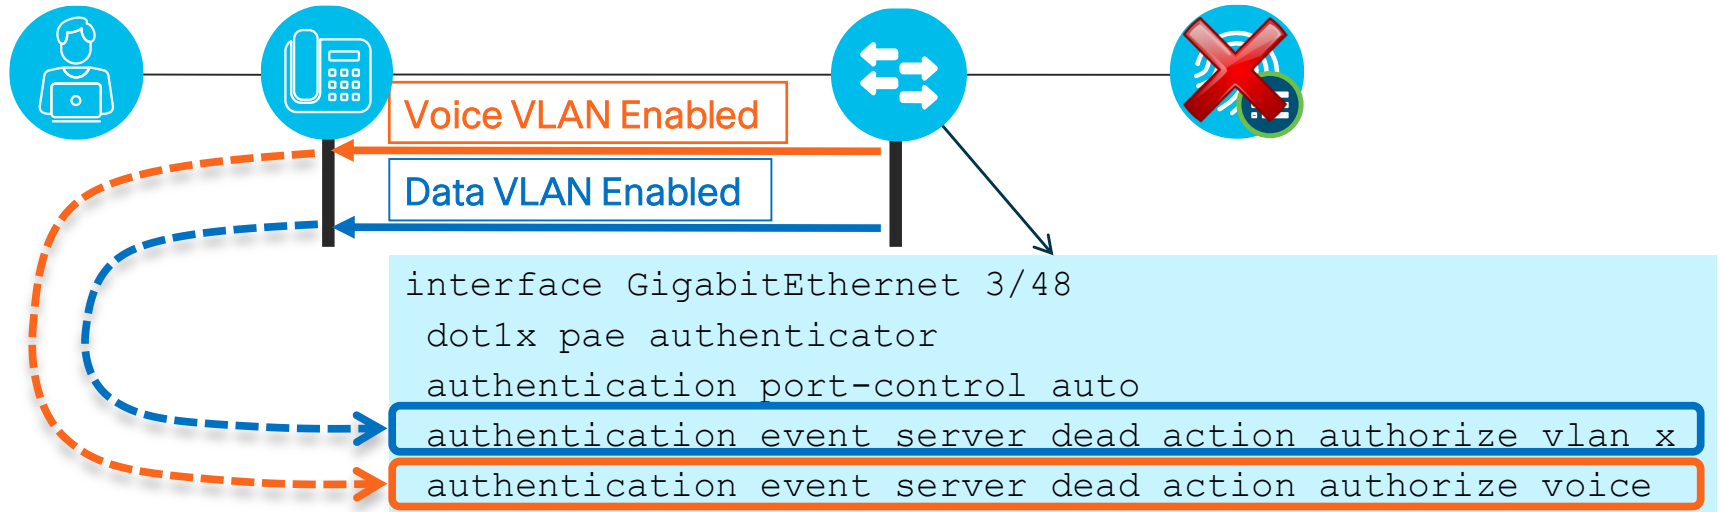 Voice VLAN Enabled
Data VLAN Enabled
interface GigabitEthernet 3/48
dot1x pae authenticator
authentication port-control auto
authentication event server dead action authorize vlan x
authentication event server dead action authorize voice